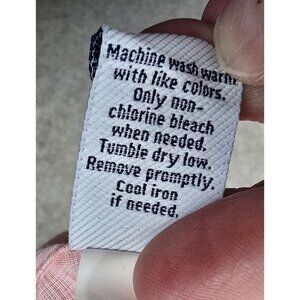 Machine wash warm
with like colors.
Only non-
chlorine bleach
when needed.
Tumble dry low.
Remove promptly.
Cool iron
if needed.